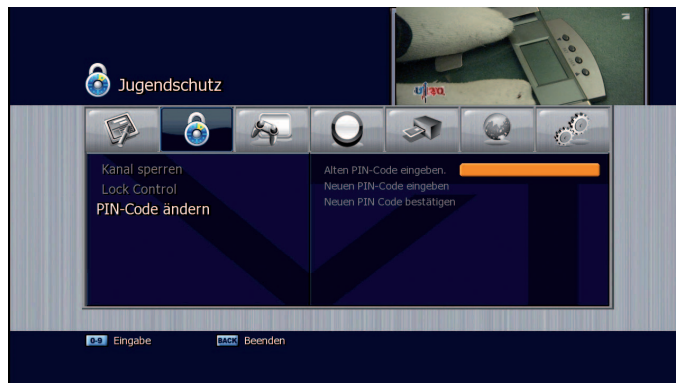 Jugendschutz
Kanal sperren
Lock Control
PIN-Code ändern
Alten PIN-Code eingeben.
Neuen PIN-Code eingeben
Neuen PIN Code bestätigen
0-9 Eingabe
BACK Beenden